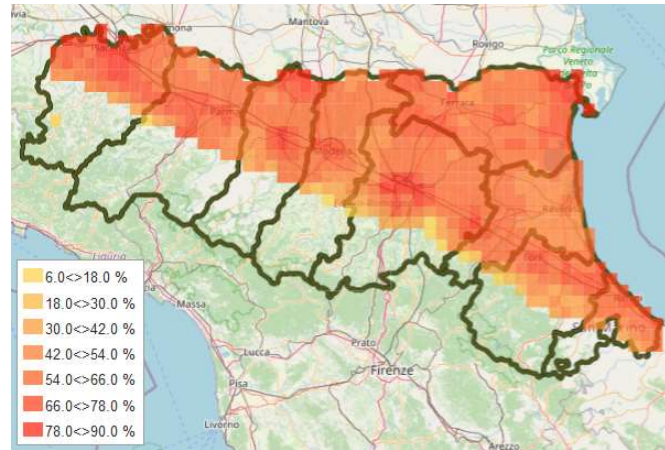 Mantova
Rovigo
Parco Regionale
Veneto
Ferrara
Parma
Liguria
Massa
Prato
Lucca
Firenze
Pisa
Livorno
Arezzo
6.0<>18.0 %
18.0<>30.0 %
30.0<>42.0 %
42.0<>54.0 %
54.0<>66.0 %
66.0<>78.0 %
78.0<>90.0 %